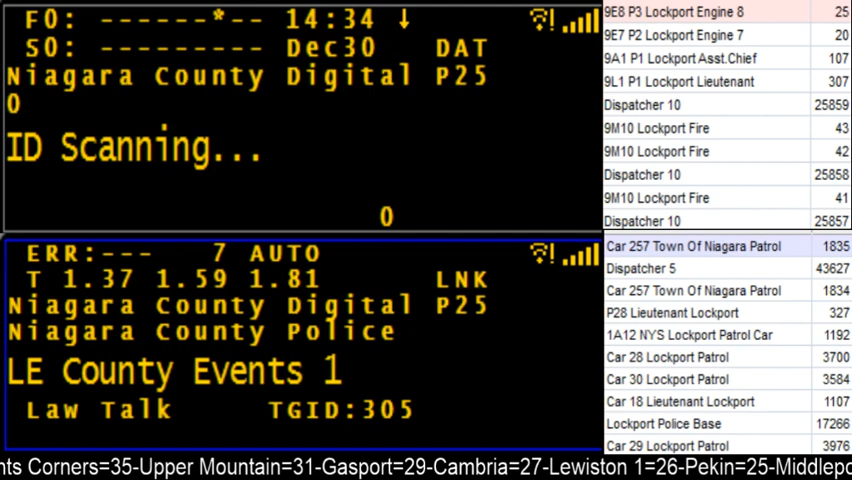 F0: ------*-- 14:34 ↓
S0: --------- Dec30 DAT
Niagara County Digital P25
0
ID Scanning...
0
9E8 P3 Lockport Engine 8 25
9E7 P2 Lockport Engine 7 20
9A1 P1 Lockport Asst.Chief 107
9L1 P1 Lockport Lieutenant 307
Dispatcher 10 25859
9M10 Lockport Fire 43
9M10 Lockport Fire 42
Dispatcher 10 25858
9M10 Lockport Fire 41
Dispatcher 10 25857
ERR:--- 7 AUTO
T 1.37 1.59 1.81 LNK
Niagara County Digital P25
Niagara County Police
LE County Events 1
Law Talk TGID:305
Car 257 Town Of Niagara Patrol 1835
Dispatcher 5 43627
Car 257 Town Of Niagara Patrol 1834
P28 Lieutenant Lockport 327
1A12 NYS Lockport Patrol Car 1192
Car 28 Lockport Patrol 3700
Car 30 Lockport Patrol 3584
Car 18 Lieutenant Lockport 1107
Lockport Police Base 17266
Car 29 Lockport Patrol 3976
nts Corners=35-Upper Mountain=31-Gasport=29-Cambria=27-Lewiston 1=26-Pekin=25-Middlepo